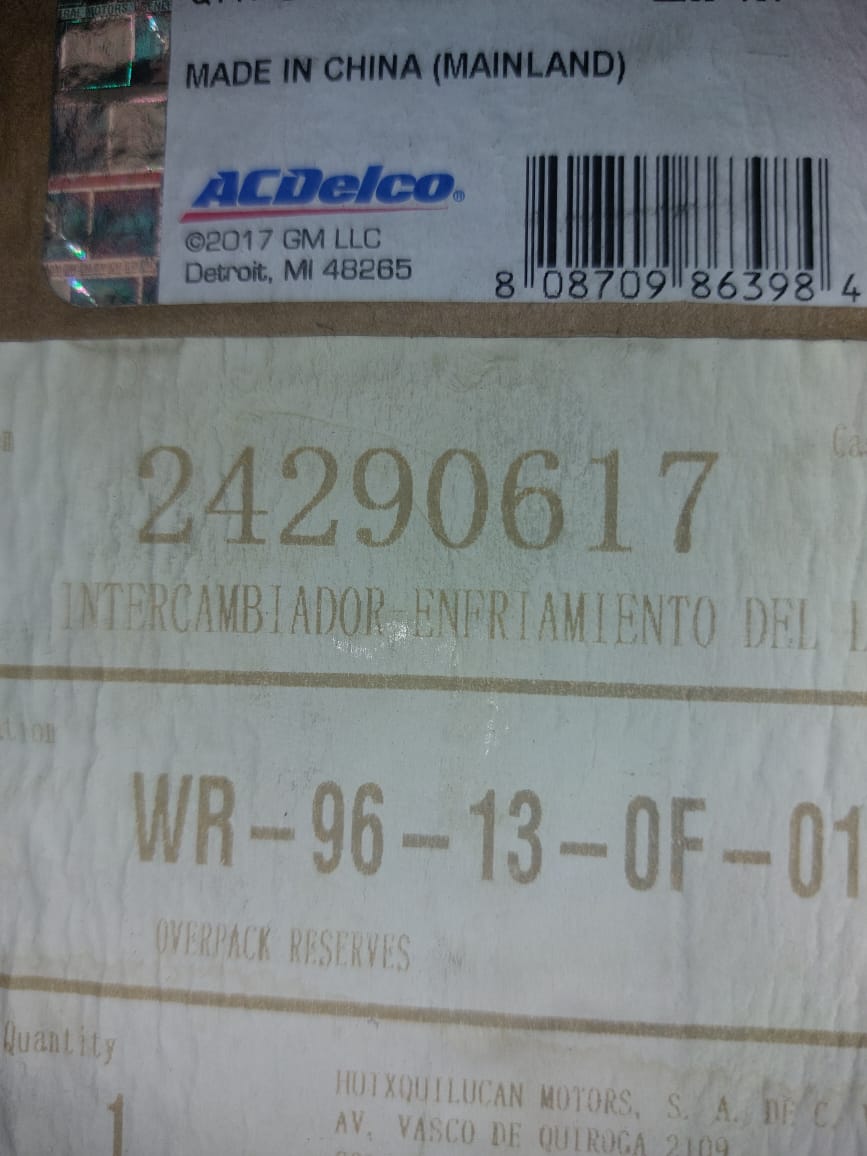 MADE IN CHINA (MAINLAND)
ACDelco®
©2017 GM LLC
Detroit, MI 48265
8 08709 86398 4
24290617
INTERCAMBIADOR-ENFRIAMIENTO DEL
WR-96-13-0F-01
OVERPACK RESERVES
Quantity
1
HUIXQUILUCAN MOTORS, S. A. DE C.
AV. VASCO DE QUIROGA 2109